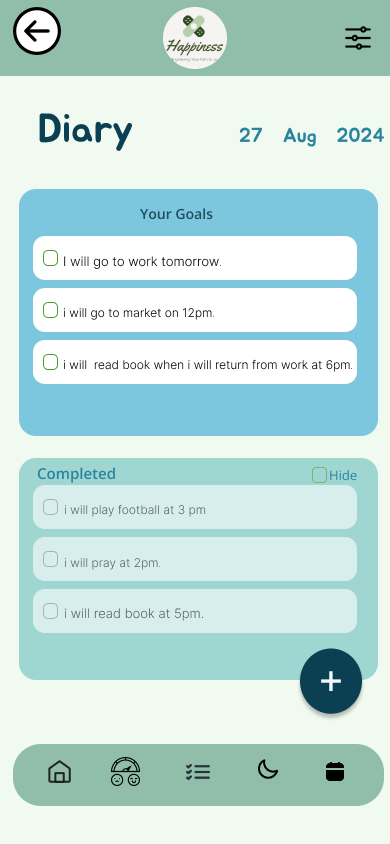 Happiness
Diary
27 Aug 2024
Your Goals
I will go to work tomorrow.
i will go to market on 12pm.
i will read book when i will return from work at 6pm.
Completed
Hide
i will play football at 3 pm
i will pray at 2pm.
i will read book at 5pm.